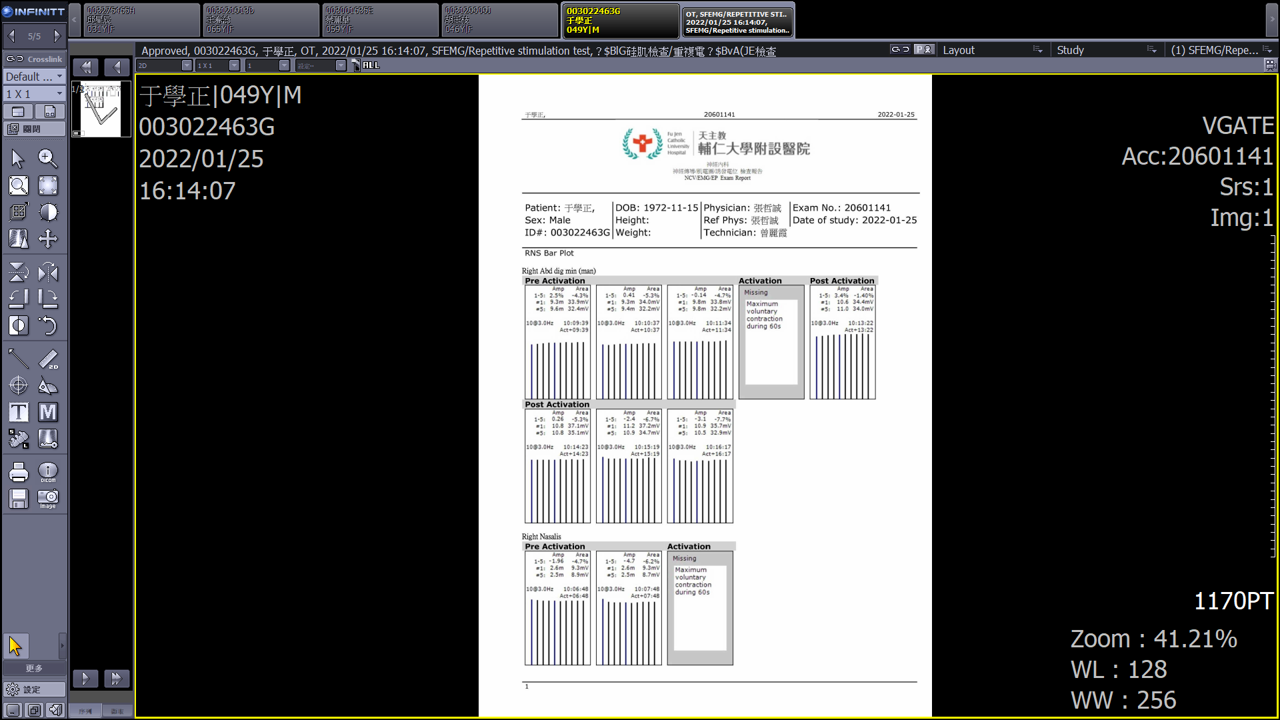 INFINITT
003022463G
于學正
049Y|M
OT, SFEMG/REPETITIVE STI..
2022/01/25 16:14:07,
SFEMG/Repetitive stimulation..
5/5
Crosslink
Default ...
1 X 1
Approved, 003022463G, 于學正, OT, 2022/01/25 16:14:07, SFEMG/Repetitive stimulation test, ?$BlG硅肌檢查/重複電?$BvA(JE檢查
Layout
Study
(1) SFEMG/Repe...
2D
1X1
1
ALL
于學正|049Y|M
003022463G
2022/01/25
16:14:07
VGATE
Acc:20601141
Srs:1
Img:1
于學正,
20601141
2022-01-25
Fu Jen
Catholic
University
Hospital
天主教
輔仁大學附設醫院
神經內科
NCV/EMG/EP Exam Report
Patient: 于學正,
Sex: Male
ID#: 003022463G
DOB: 1972-11-15
Height:
Weight:
Physician: 張哲誠
Ref Phys: 張哲誠
Technician: 曾麗霞
Exam No.: 20601141
Date of study: 2022-01-25
RNS Bar Plot
Right Abd dig min (man)
Pre Activation
Activation
Post Activation
Amp Area
1-5: 2.5% -4.3%
#1: 9.3m 33.9mV
#5: 9.6m 32.4mV
10@3.0Hz 10:09:39
Act+09:39
Amp Area
1-5: 0.41 -5.3%
#1: 9.3m 34.0mV
#5: 9.4m 32.2mV
10@3.0Hz 10:10:37
Act+10:37
Amp Area
1-5: -0.14 -4.7%
#1: 9.8m 33.8mV
#5: 9.8m 32.2mV
10@3.0Hz 10:11:34
Act+11:34
Missing
Maximum
voluntary
contraction
during 60s
Amp Area
1-5: 3.4% -1.40%
#1: 10.6 34.4mV
#5: 11.0 34.0mV
10@3.0Hz 10:13:22
Act+13:22
Post Activation
Amp Area
1-5: 0.26 -5.3%
#1: 10.8 37.1mV
#5: 10.8 35.1mV
10@3.0Hz 10:14:23
Act+14:23
Amp Area
1-5: -2.4 -6.7%
#1: 11.2 37.2mV
#5: 10.9 34.7mV
10@3.0Hz 10:15:19
Act+15:19
Amp Area
1-5: -3.1 -7.7%
#1: 10.9 35.7mV
#5: 10.5 32.9mV
10@3.0Hz 10:16:17
Act+16:17
Right Nasalis
Pre Activation
Activation
Amp Area
1-5: -1.96 -4.7%
#1: 2.6m 9.3mV
#5: 2.5m 8.9mV
10@3.0Hz 10:06:48
Act+06:48
Amp Area
1-5: -4.7 -6.2%
#1: 2.6m 9.3mV
#5: 2.5m 8.7mV
10@3.0Hz 10:07:48
Act+07:48
Missing
Maximum
voluntary
contraction
during 60s
1
1170PT
Zoom : 41.21%
WL : 128
WW : 256
更多
設定